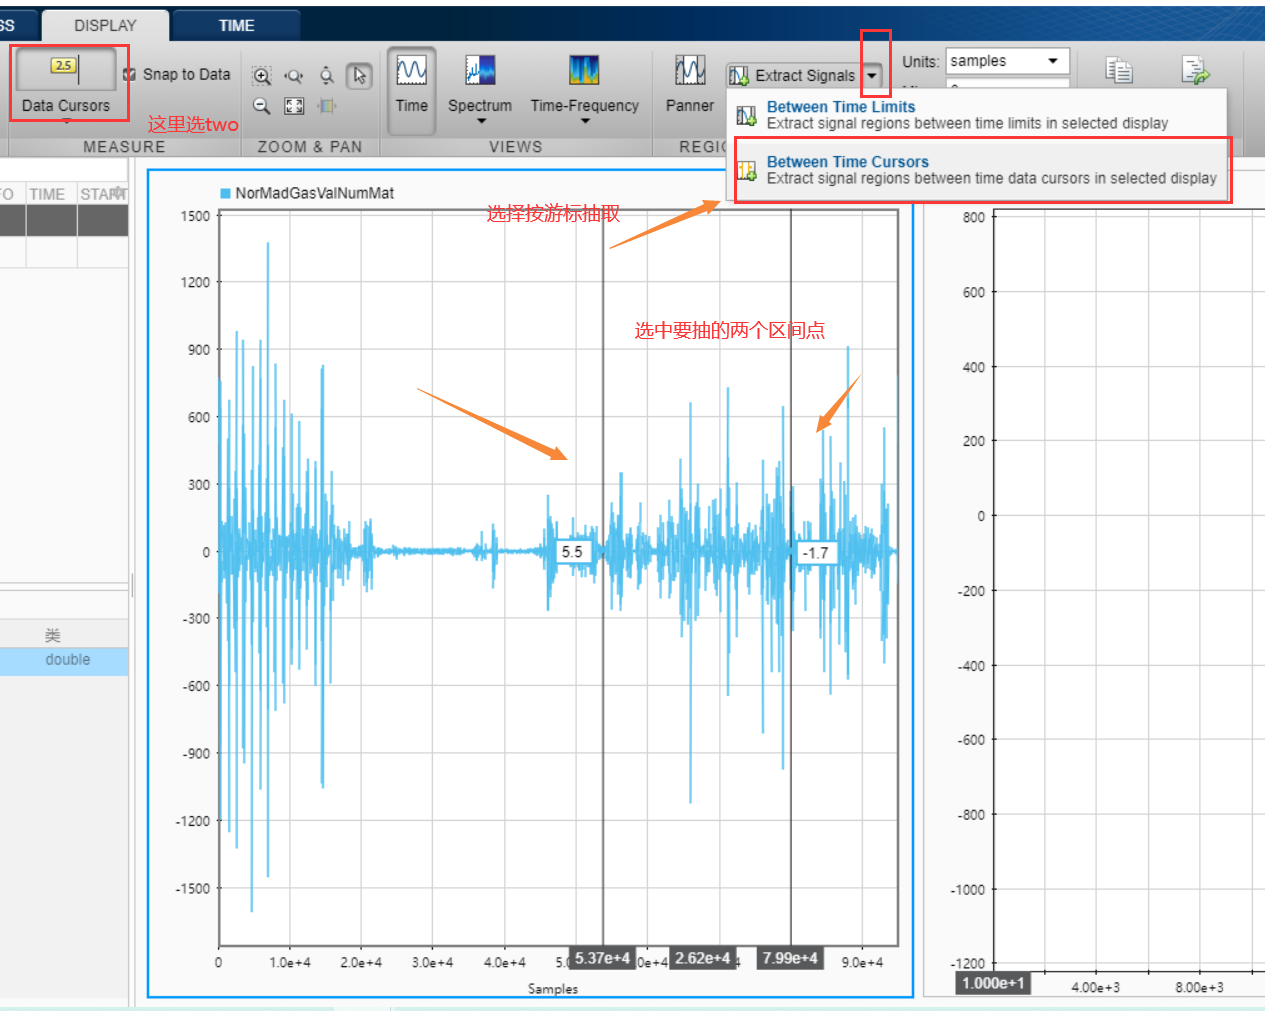 SS
DISPLAY
TIME
2.5
Data Cursors
Snap to Data
这里选two
MEASURE
ZOOM & PAN
Time
Spectrum
Time-Frequency
VIEWS
Panner
REGIO
Extract Signals
Units:
samples
Between Time Limits
Extract signal regions between time limits in selected display
Between Time Cursors
Extract signal regions between time data cursors in selected display
FO
TIME
START
类
double
NorMadGasValNumMat
选择按游标抽取
选中要抽的两个区间点
1500
1200
900
600
300
0
-300
-600
-900
-1200
-1500
5.5
-1.7
0
1.0e+4
2.0e+4
3.0e+4
4.0e+4
5.0
5.37e+4
0e+4
2.62e+4
4
7.99e+4
9.0e+4
Samples
800
600
400
200
0
-200
-400
-600
-800
-1000
-1200
1.000e+1
4.00e+3
8.00e+3